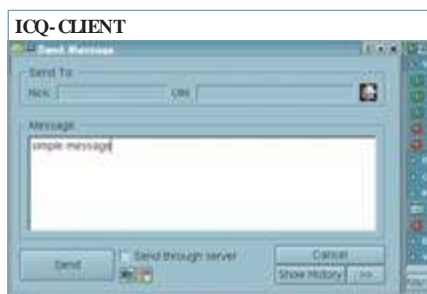 ICQ-CLIENT
Send Message
Send To
Nick
UIN
Message
simple message
Send
Send through server
Cancel
Show History >>